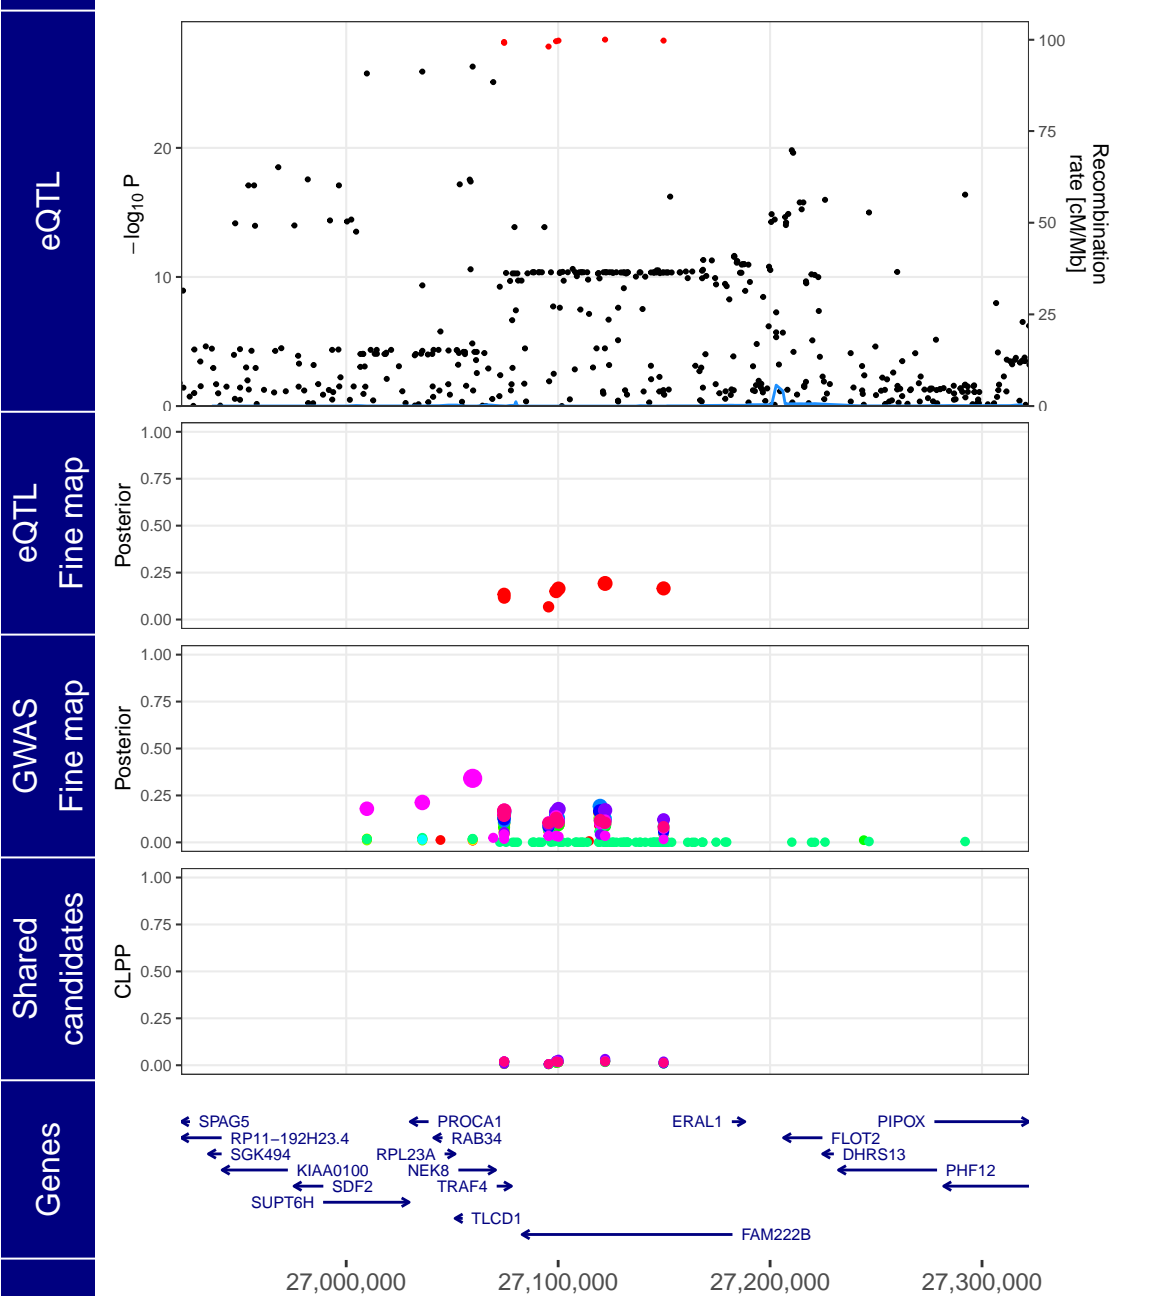 eQTL
−log10 P
20
10
0
100
75
50
25
0
Recombination
rate [cM/Mb]
eQTL
Fine map
Posterior
1.00
0.75
0.50
0.25
0.00
GWAS
Fine map
Posterior
1.00
0.75
0.50
0.25
0.00
Shared
candidates
CLPP
1.00
0.75
0.50
0.25
0.00
Genes
SPAG5 PROCA1 ERAL1 PIPOX
RP11−192H23.4 RAB34 FLOT2
SGK494 RPL23A DHRS13
KIAA0100 NEK8 PHF12
SDF2 TRAF4
SUPT6H
TLCD1
FAM222B
27,000,000 27,100,000 27,200,000 27,300,000